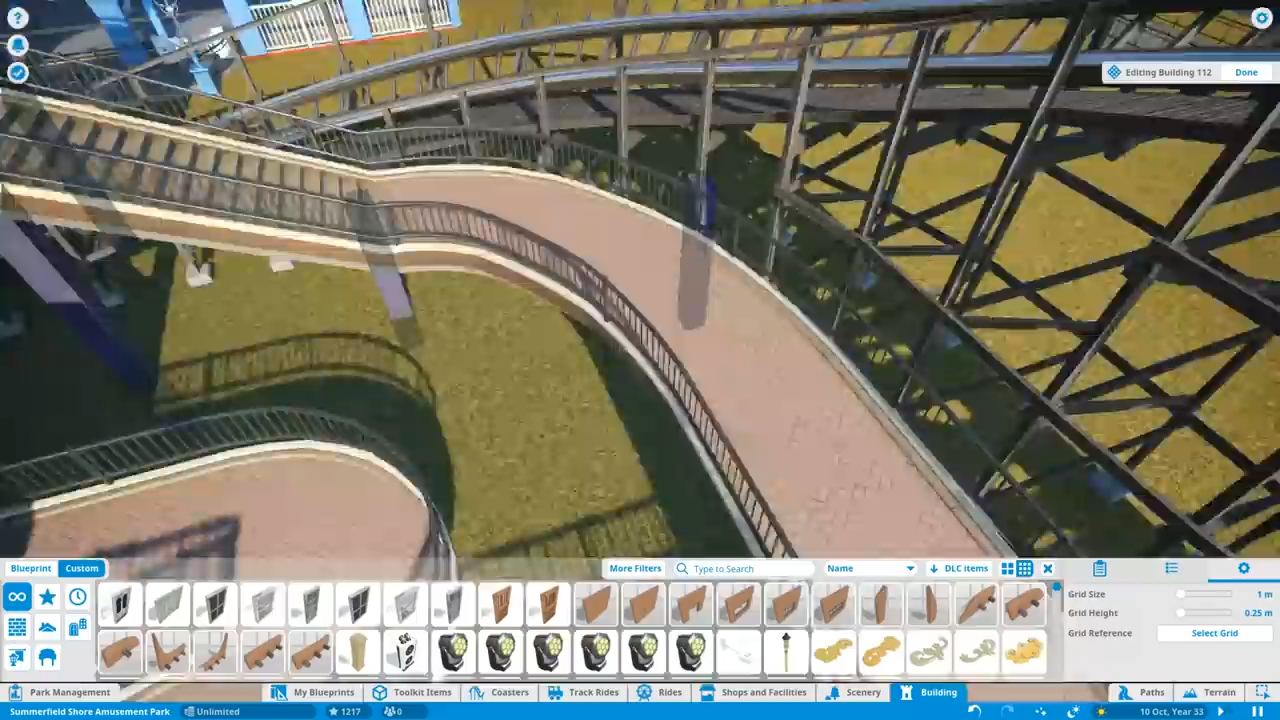 ?
Editing Building 112
Done
Blueprint
Custom
More Filters
Type to Search
Name
DLC items
Grid Size
1 m
Grid Height
0.25 m
Grid Reference
Select Grid
Park Management
My Blueprints
Toolkit Items
Coasters
Track Rides
Rides
Shops and Facilities
Scenery
Building
Paths
Terrain
Summerfield Shore Amusement Park
Unlimited
1217
0
10 Oct, Year 33